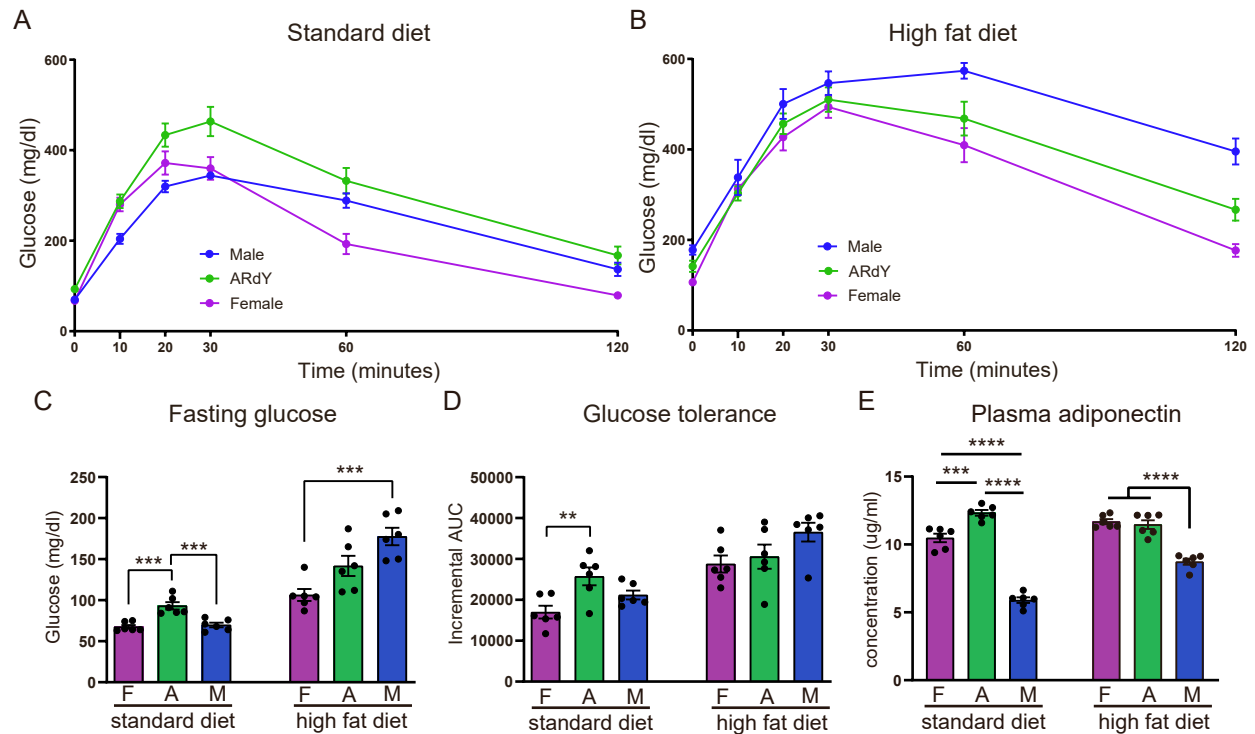 A
Standard diet
600
400
200
0
Glucose (mg/dl)
Male
ARdY
Female
0 10 20 30 60 120
Time (minutes)
B
High fat diet
600
400
200
0
Glucose (mg/dl)
Male
ARdY
Female
0 10 20 30 60 120
Time (minutes)
C
Fasting glucose
250
200
150
100
50
0
Glucose (mg/dl)
***
***
***
F A M F A M
standard diet high fat diet
D
Glucose tolerance
50000
40000
30000
20000
10000
0
Incremental AUC
**
F A M F A M
standard diet high fat diet
E
Plasma adiponectin
15
10
5
0
concentration (ug/ml)
****
***
****
****
F A M F A M
standard diet high fat diet